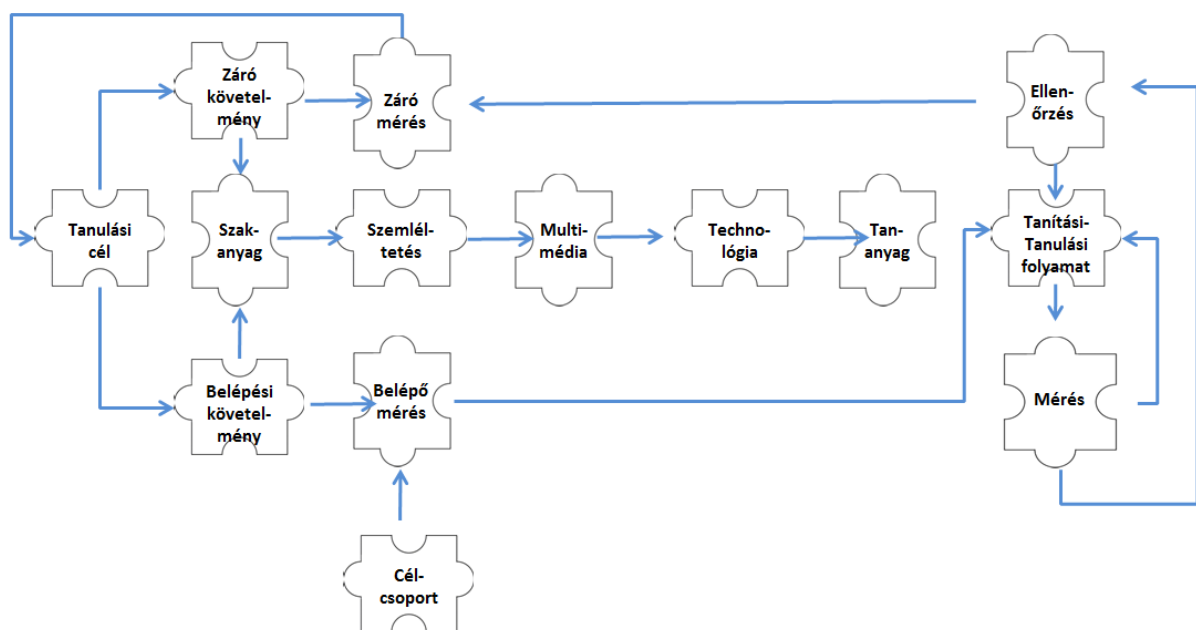 Záró
követel-
mény
Záró
mérés
Ellen-
őrzés
Tanulási
cél
Szak-
anyag
Szemlél-
tetés
Multi-
média
Techno-
lógia
Tan-
anyag
Tanítási-
Tanulási
folyamat
Belépési
követel-
mény
Belépő
mérés
Mérés
Cél-
csoport